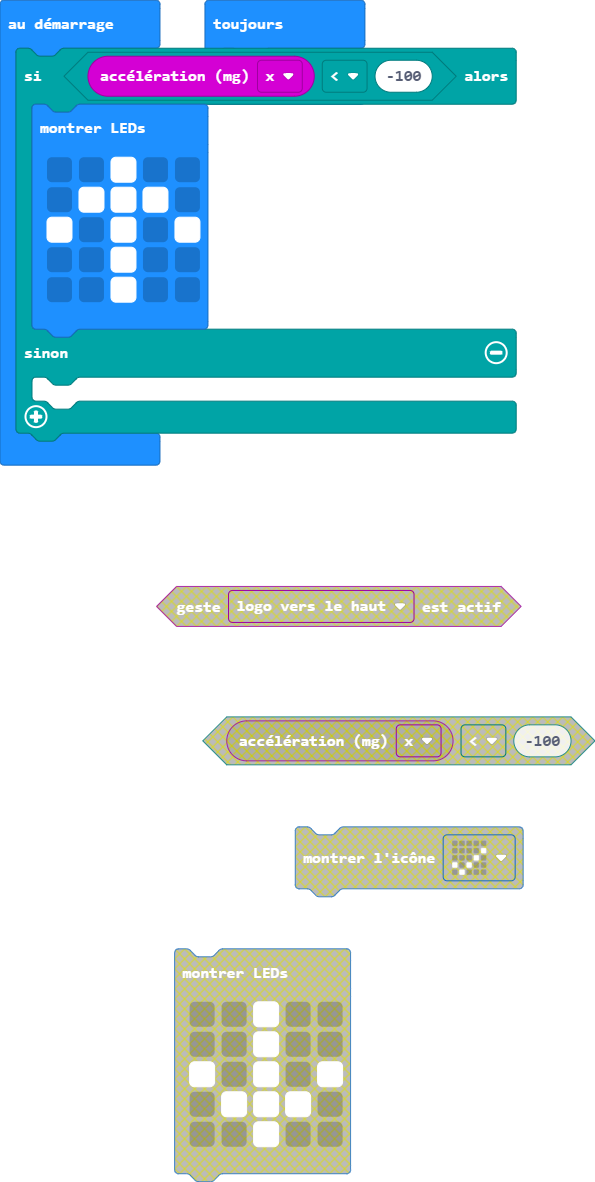 au démarrage
toujours
si accélération (mg) x < -100 alors
montrer LEDs
sinon
geste logo vers le haut est actif
accélération (mg) x < -100
montrer l'icône
montrer LEDs